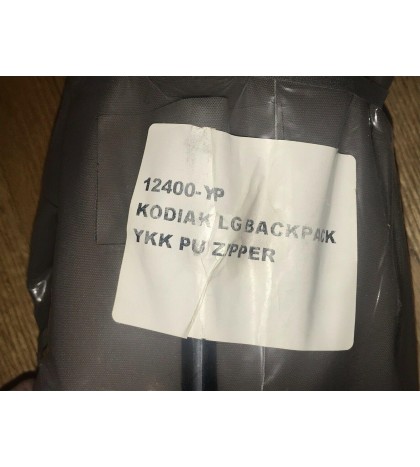 12400-YP
KODIAK LGBACKPACK
YKK PU ZIPPER